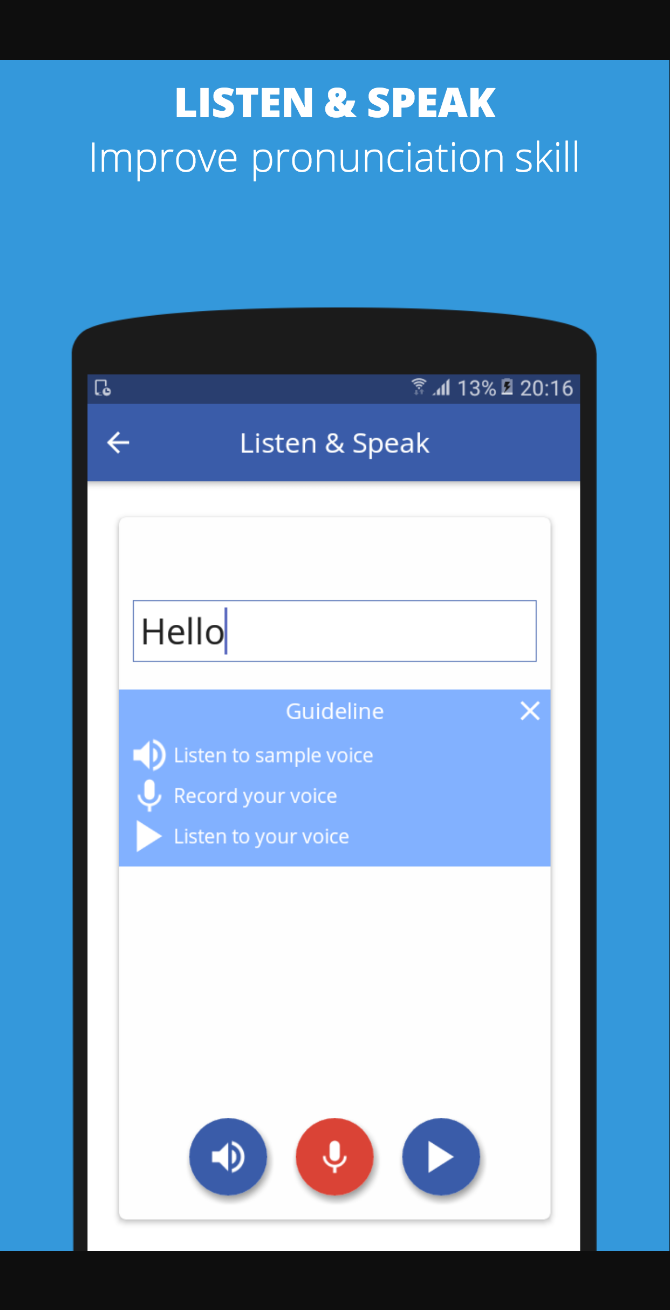 LISTEN & SPEAK
Improve pronunciation skill
13% 20:16
Listen & Speak
Hello
Guideline
Listen to sample voice
Record your voice
Listen to your voice